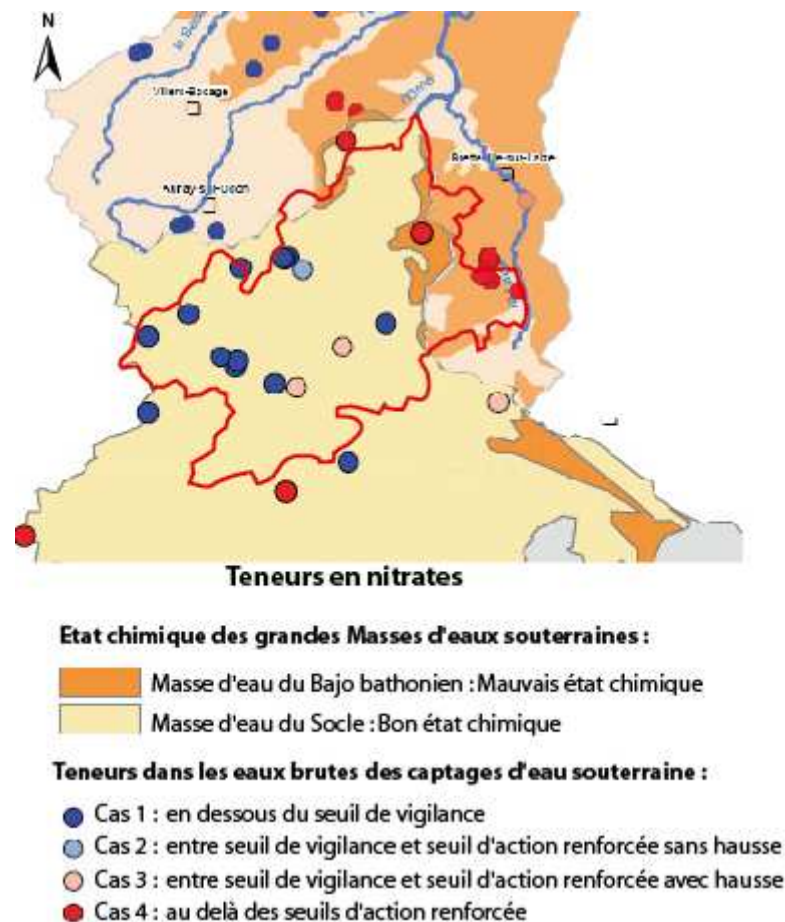 N
Villers-Bocage
Teneurs en nitrates
Etat chimique des grandes Masses d'eaux souterraines :
Masse d'eau du Bajo bathonien : Mauvais état chimique
Masse d'eau du Socle : Bon état chimique
Teneurs dans les eaux brutes des captages d'eau souterraine :
Cas 1 : en dessous du seuil de vigilance
Cas 2 : entre seuil de vigilance et seuil d'action renforcée sans hausse
Cas 3 : entre seuil de vigilance et seuil d'action renforcée avec hausse
Cas 4 : au delà des seuils d'action renforcée